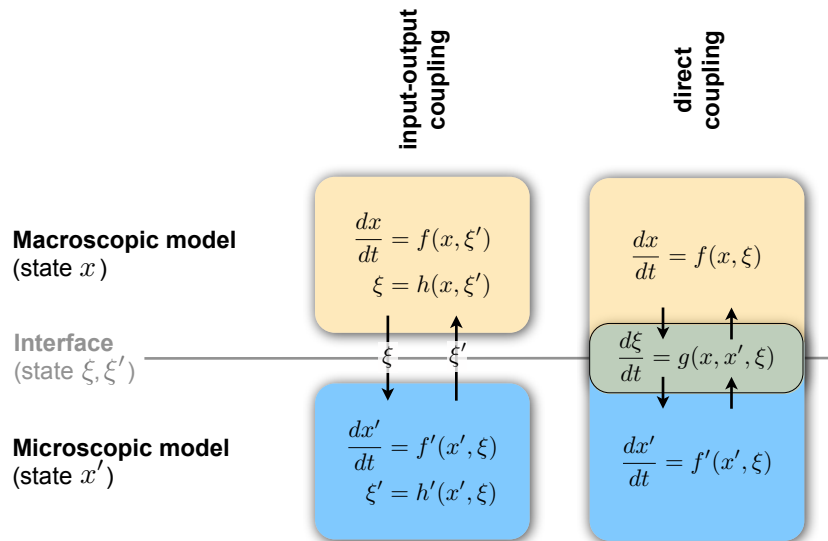 input-output
coupling
direct
coupling
Macroscopic model
(state x)
dx/dt = f(x, ξ′)
ξ = h(x, ξ′)
dx/dt = f(x, ξ)
Interface
(state ξ, ξ′)
ξ
ξ′
dξ/dt = g(x, x′, ξ)
Microscopic model
(state x′)
dx′/dt = f′(x′, ξ)
ξ′ = h′(x′, ξ)
dx′/dt = f′(x′, ξ)